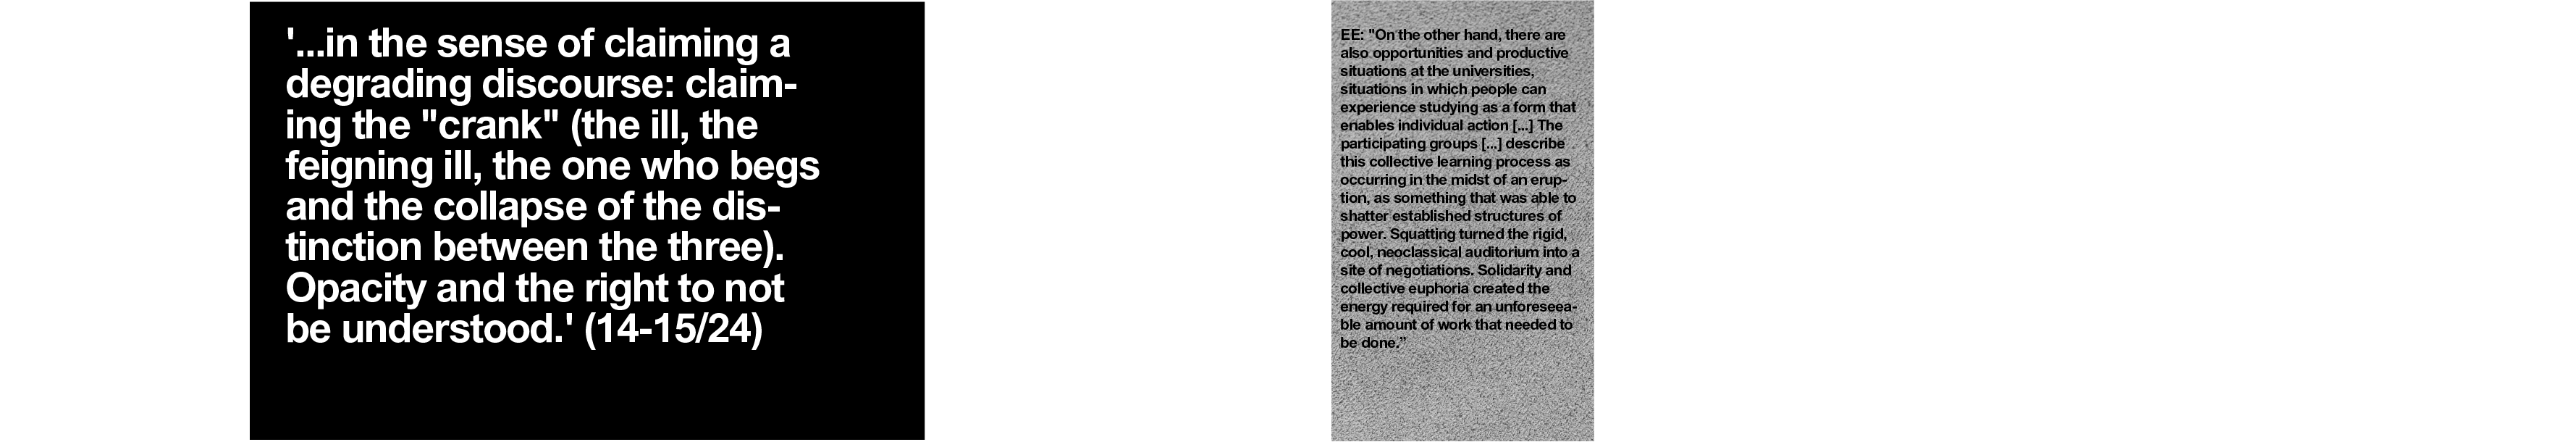 '...in the sense of claiming a
degrading discourse: claim-
ing the "crank" (the ill, the
feigning ill, the one who begs
and the collapse of the dis-
tinction between the three).
Opacity and the right to not
be understood.' (14-15/24)
EE: "On the other hand, there are
also opportunities and productive
situations at the universities,
situations in which people can
experience studying as a form that
enables individual action [...] The
participating groups [...] describe
this collective learning process as
occurring in the midst of an erup-
tion, as something that was able to
shatter established structures of
power. Squatting turned the rigid,
cool, neoclassical auditorium into a
site of negotiations. Solidarity and
collective euphoria created the
energy required for an unforeseea-
ble amount of work that needed to
be done.”